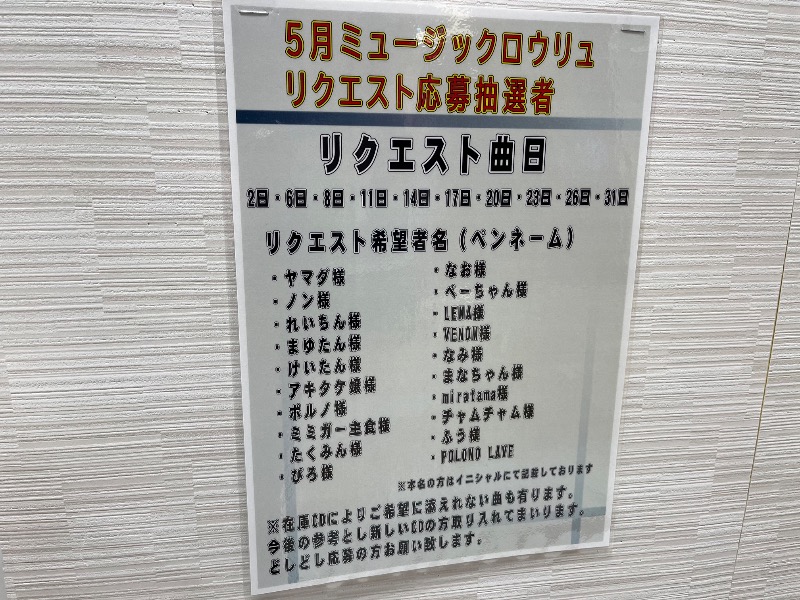 5月ミュージックロウリュ
リクエスト応募抽選者
リクエスト曲日
2日・6日・8日・11日・14日・17日・20日・23日・26日・31日
リクエスト希望者名(ペンネーム)
・ヤマダ様
・ノン様
・れいちん様
・まゆたん様
・けいたん様
・アキタケ嬢様
・ポルノ様
・ミミガー主食様
・たくみん様
・ぴろ様
・なお様
・べーちゃん様
・LEMA様
・VENOM様
・なみ様
・まなちゃん様
・miratama様
・チャムチャム様
・ふう様
・POLONO LAVE
※本名の方はイニシャルにて記載しております
※在庫CDによりご希望に添えれない曲も有ります。
今後の参考とし新しいCDの方取り入れてまいります。
どしどし応募の方お願い致します。